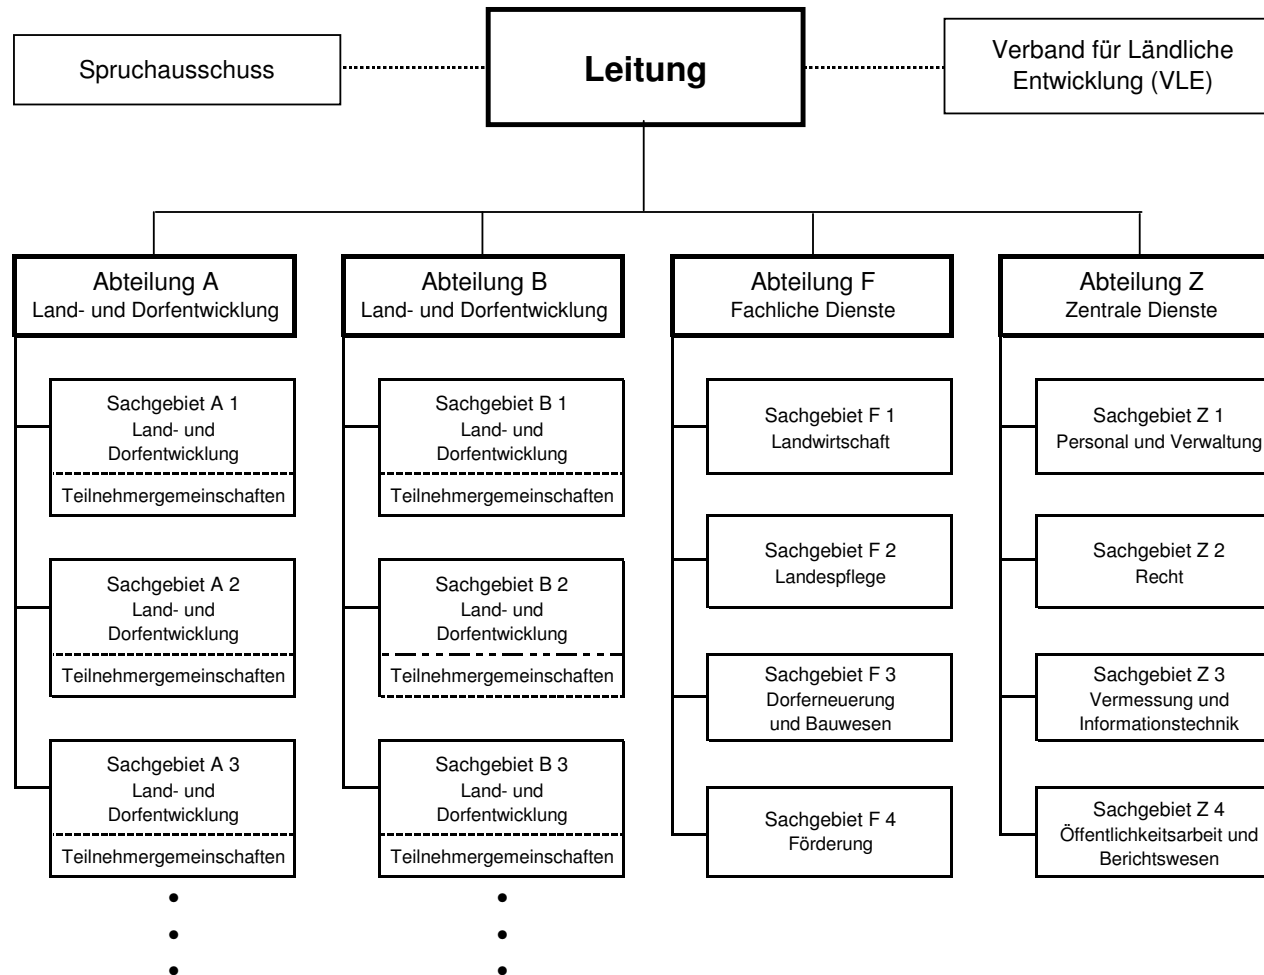 Spruchausschuss
Leitung
Verband für Ländliche
Entwicklung (VLE)
Abteilung A
Land- und Dorfentwicklung
Sachgebiet A 1
Land- und
Dorfentwicklung
Teilnehmergemeinschaften
Sachgebiet A 2
Land- und
Dorfentwicklung
Teilnehmergemeinschaften
Sachgebiet A 3
Land- und
Dorfentwicklung
Teilnehmergemeinschaften
Abteilung B
Land- und Dorfentwicklung
Sachgebiet B 1
Land- und
Dorfentwicklung
Teilnehmergemeinschaften
Sachgebiet B 2
Land- und
Dorfentwicklung
Teilnehmergemeinschaften
Sachgebiet B 3
Land- und
Dorfentwicklung
Teilnehmergemeinschaften
Abteilung F
Fachliche Dienste
Sachgebiet F 1
Landwirtschaft
Sachgebiet F 2
Landespflege
Sachgebiet F 3
Dorferneuerung
und Bauwesen
Sachgebiet F 4
Förderung
Abteilung Z
Zentrale Dienste
Sachgebiet Z 1
Personal und Verwaltung
Sachgebiet Z 2
Recht
Sachgebiet Z 3
Vermessung und
Informationstechnik
Sachgebiet Z 4
Öffentlichkeitsarbeit und
Berichtswesen